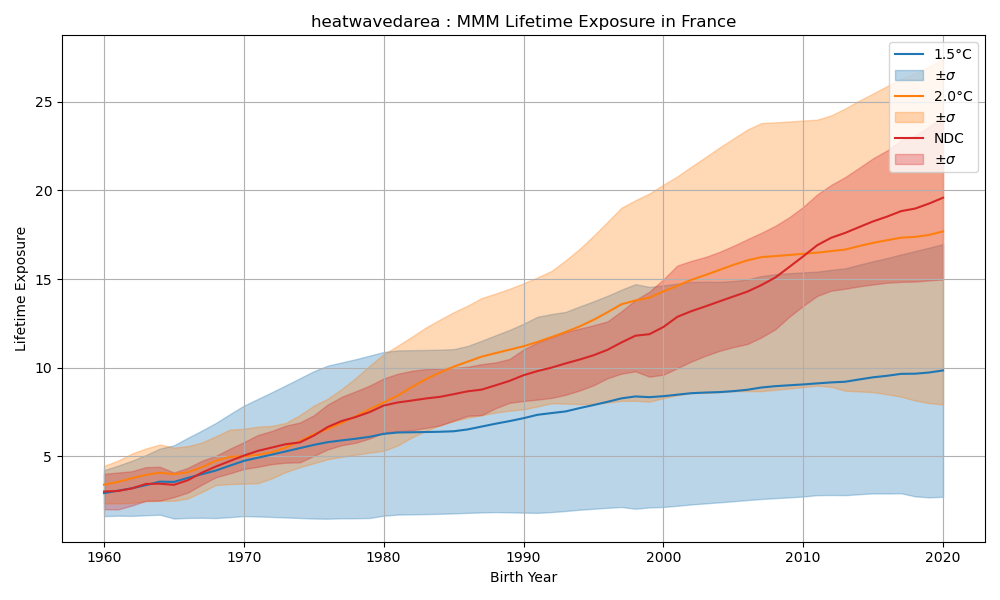 heatwavedarea : MMM Lifetime Exposure in France
Lifetime Exposure
25
20
15
10
5
1960 1970 1980 1990 2000 2010 2020
Birth Year
1.5°C
±σ
2.0°C
±σ
NDC
±σ